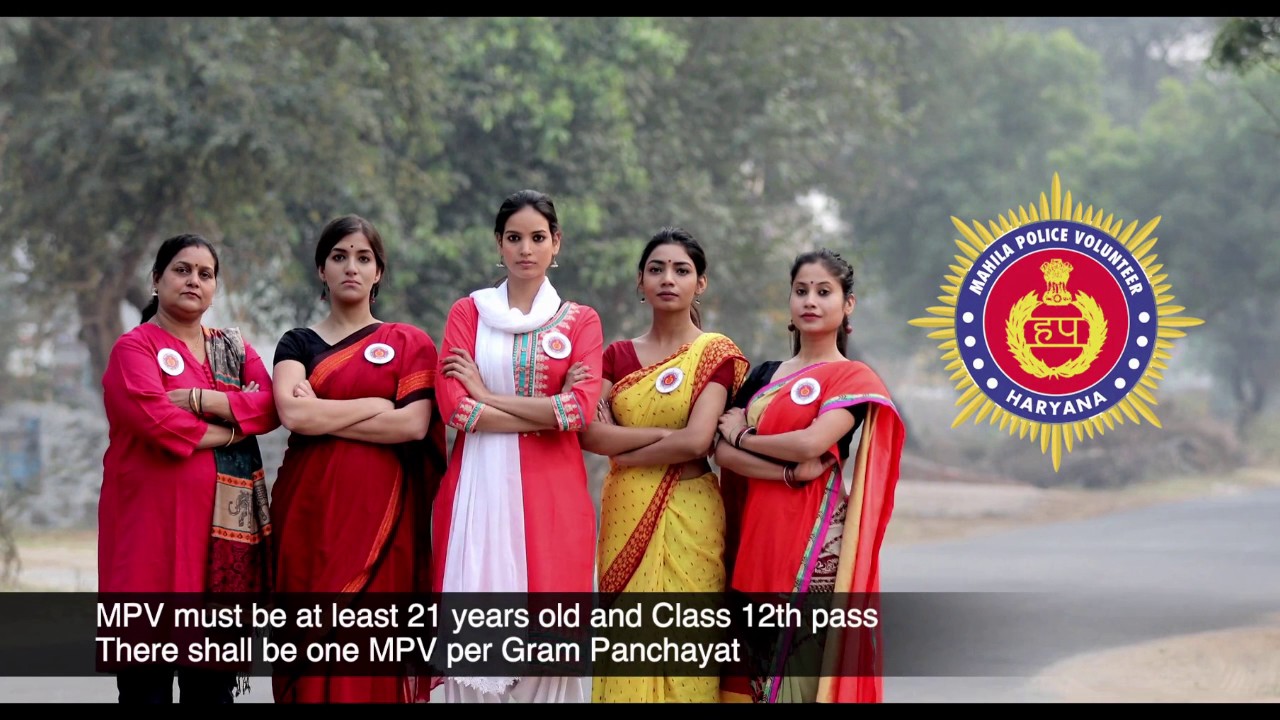 MAHILA POLICE VOLUNTEER
हप
HARYANA
MPV must be at least 21 years old and Class 12th pass
There shall be one MPV per Gram Panchayat